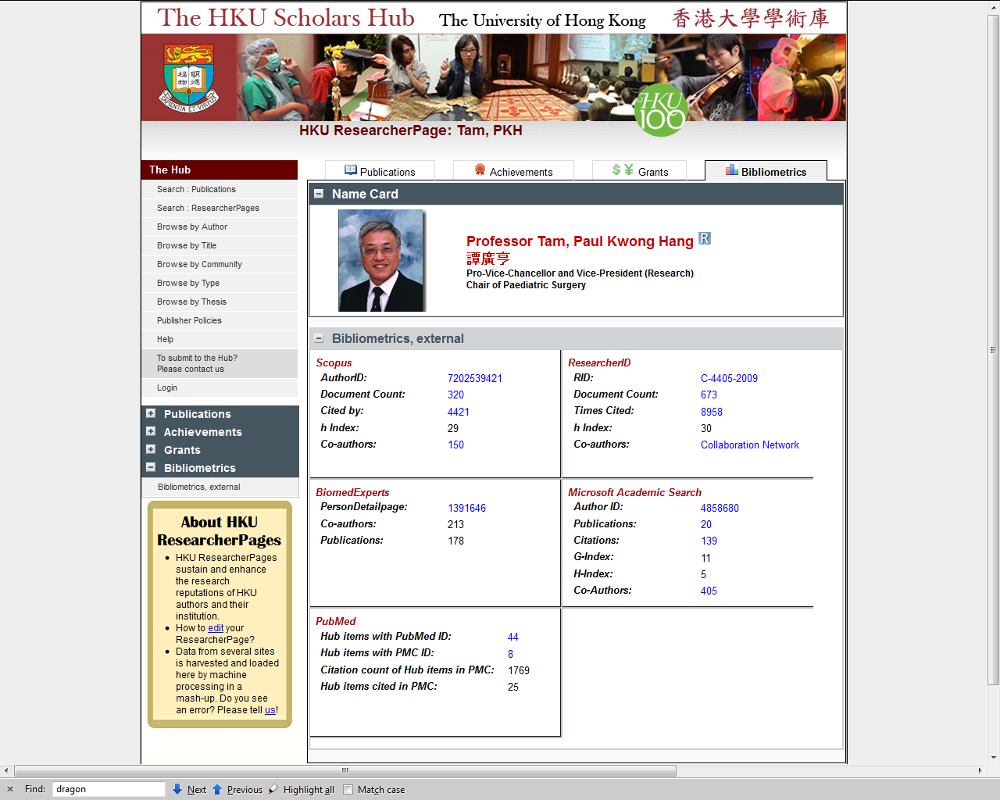 The HKU Scholars Hub The University of Hong Kong 香港大學學術庫
明德格物
SAPIENTIA ET VIRTUS
HKU 100
HKU ResearcherPage: Tam, PKH
The Hub
Search : Publications
Search : ResearcherPages
Browse by Author
Browse by Title
Browse by Community
Browse by Type
Browse by Thesis
Publisher Policies
Help
To submit to the Hub?
Please contact us
Login
Publications
Achievements
Grants
Bibliometrics
Bibliometrics, external
About HKU
ResearcherPages
HKU ResearcherPages
sustain and enhance
the research
reputations of HKU
authors and their
institution.
How to edit your
ResearcherPage?
Data from several sites
is harvested and loaded
here by machine
processing in a
mash-up. Do you see
an error? Please tell us!
Publications Achievements $ ¥ Grants Bibliometrics
Name Card
Professor Tam, Paul Kwong Hang R
譚廣亨
Pro-Vice-Chancellor and Vice-President (Research)
Chair of Paediatric Surgery
Bibliometrics, external
Scopus
AuthorID: 7202539421
Document Count: 320
Cited by: 4421
h Index: 29
Co-authors: 150
ResearcherID
RID: C-4405-2009
Document Count: 673
Times Cited: 8958
h Index: 30
Co-authors: Collaboration Network
BiomedExperts
PersonDetailpage: 1391646
Co-authors: 213
Publications: 178
Microsoft Academic Search
Author ID: 4858680
Publications: 20
Citations: 139
G-Index: 11
H-Index: 5
Co-Authors: 405
PubMed
Hub items with PubMed ID: 44
Hub items with PMC ID: 8
Citation count of Hub items in PMC: 1769
Hub items cited in PMC: 25
Find: dragon Next Previous Highlight all Match case